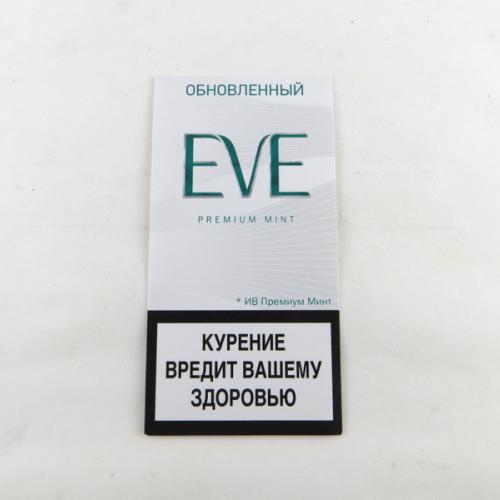 ОБНОВЛЕННЫЙ
EVE
PREMIUM MINT
* ИВ Премиум Минт
КУРЕНИЕ
ВРЕДИТ ВАШЕМУ
ЗДОРОВЬЮ